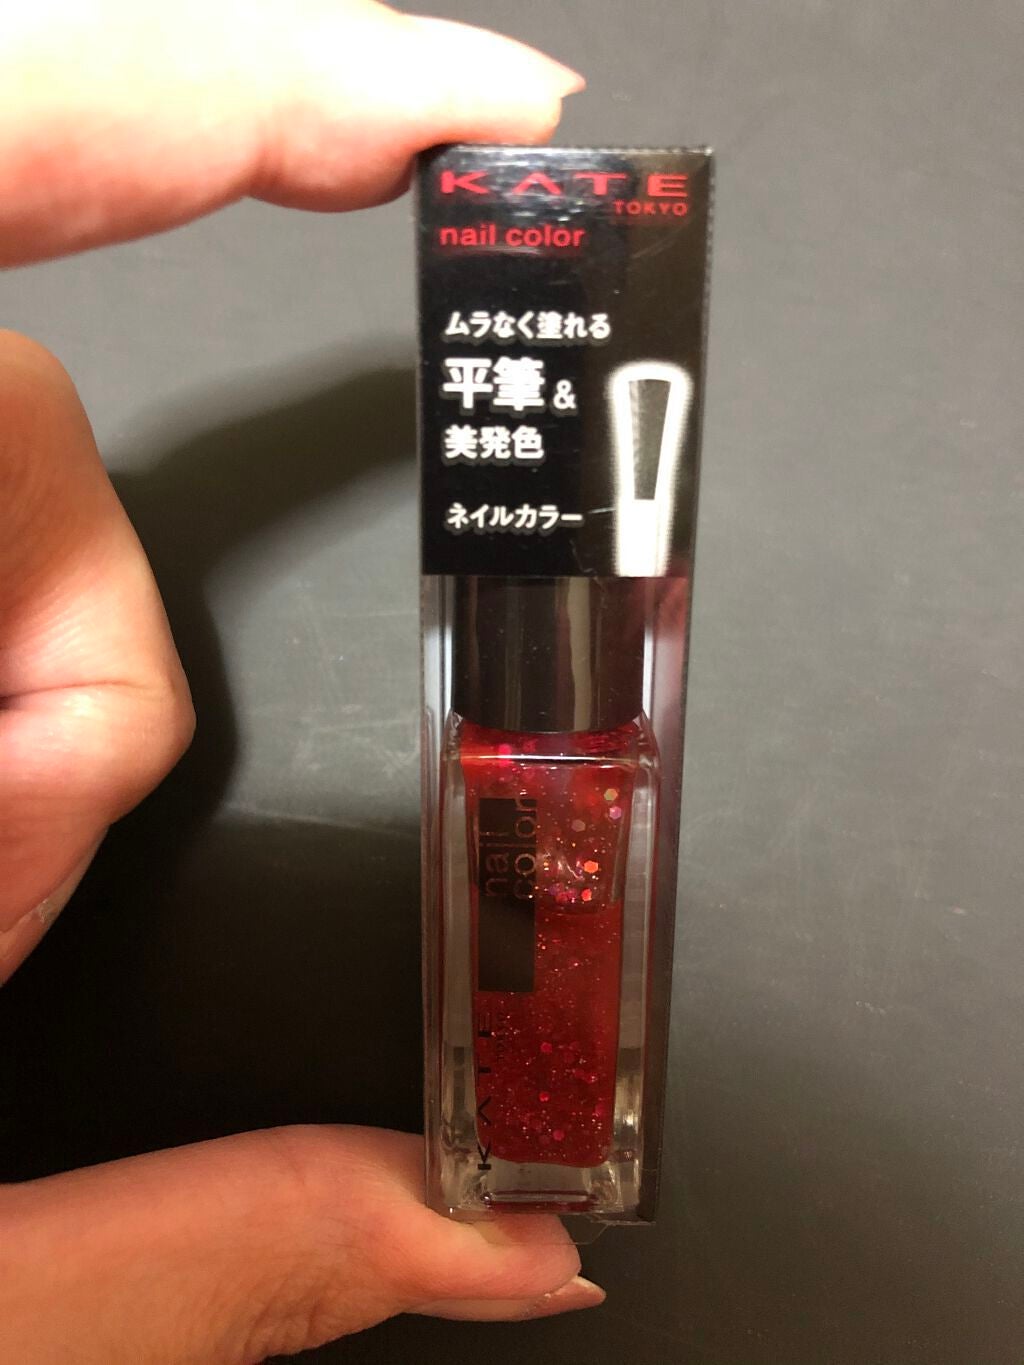 KATE
TOKYO
nail color
ムラなく塗れる
平筆&
美発色
ネイルカラー
nail
color
KATE
TOKYO